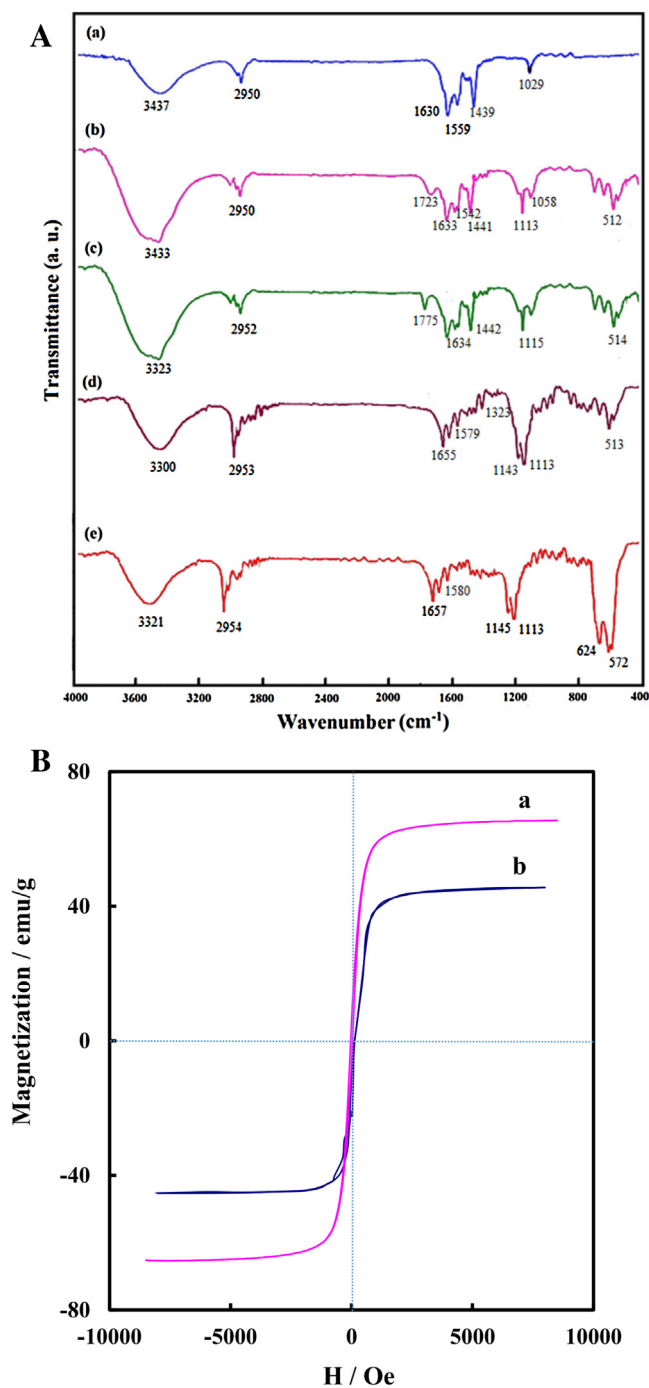 A
(a)
3437
2950
1630
1559
1439
1029
(b)
3433
2950
1723
1633
1542
1441
1113
1058
512
(c)
3323
2952
1775
1634
1442
1115
514
(d)
3300
2953
1655
1579
1323
1143
1113
513
(e)
3321
2954
1657
1580
1145
1113
624
572
Transmittance (a. u.)
4000 3600 3200 2800 2400 2000 1600 1200 800 400
Wavenumber (cm⁻¹)
B
80
40
0
-40
-80
a
b
Magnetization / emu/g
-10000 -5000 0 5000 10000
H / Oe